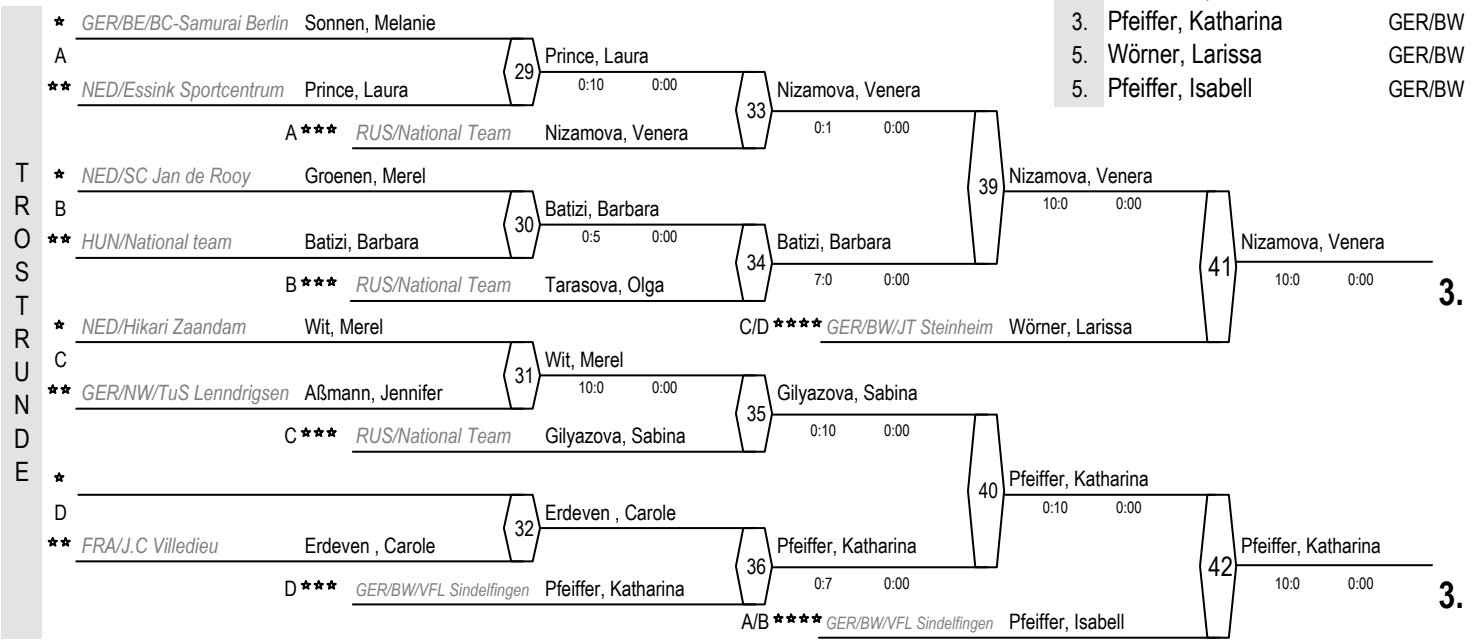 ★ GER/BE/BC-Samurai Berlin Sonnen, Melanie
3. Pfeiffer, Katharina GER/BW
5. Wörner, Larissa GER/BW
5. Pfeiffer, Isabell GER/BW
A
29 Prince, Laura
0:10 0:00
★★ NED/Essink Sportcentrum Prince, Laura
33 Nizamova, Venera
0:1 0:00
A ★★★ RUS/National Team Nizamova, Venera
TROSTRUNDE
★ NED/SC Jan de Rooy Groenen, Merel
39 Nizamova, Venera
10:0 0:00
B
30 Batizi, Barbara
0:5 0:00
★★ HUN/National team Batizi, Barbara
34 Batizi, Barbara
7:0 0:00
41 Nizamova, Venera
10:0 0:00
3.
B ★★★ RUS/National Team Tarasova, Olga
★ NED/Hikari Zaandam Wit, Merel
C/D ★★★★ GER/BW/JT Steinheim Wörner, Larissa
C
31 Wit, Merel
10:0 0:00
★★ GER/NW/TuS Lenndrigsen Aßmann, Jennifer
35 Gilyazova, Sabina
0:10 0:00
C ★★★ RUS/National Team Gilyazova, Sabina
★
40 Pfeiffer, Katharina
0:10 0:00
D
32 Erdeven , Carole
★★ FRA/J.C Villedieu Erdeven , Carole
36 Pfeiffer, Katharina
0:7 0:00
42 Pfeiffer, Katharina
10:0 0:00
3.
D ★★★ GER/BW/VFL Sindelfingen Pfeiffer, Katharina
A/B ★★★★ GER/BW/VFL Sindelfingen Pfeiffer, Isabell